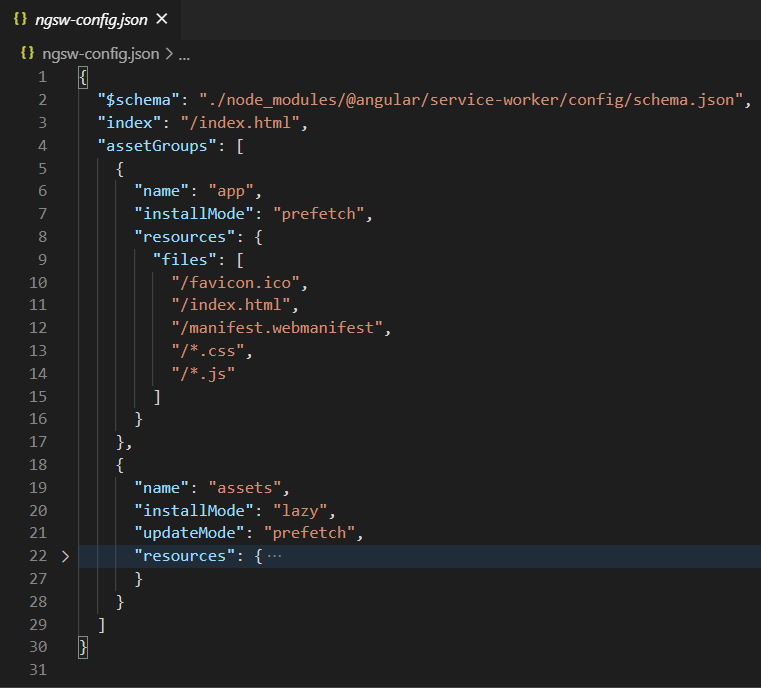 {} ngsw-config.json ×
{} ngsw-config.json > ...
1 {
2   "$schema": "./node_modules/@angular/service-worker/config/schema.json",
3   "index": "/index.html",
4   "assetGroups": [
5     {
6       "name": "app",
7       "installMode": "prefetch",
8       "resources": {
9         "files": [
10           "/favicon.ico",
11           "/index.html",
12           "/manifest.webmanifest",
13           "/*.css",
14           "/*.js"
15         ]
16       }
17     },
18     {
19       "name": "assets",
20       "installMode": "lazy",
21       "updateMode": "prefetch",
22 >     "resources": { ⋯
27       }
28     }
29   ]
30 }
31